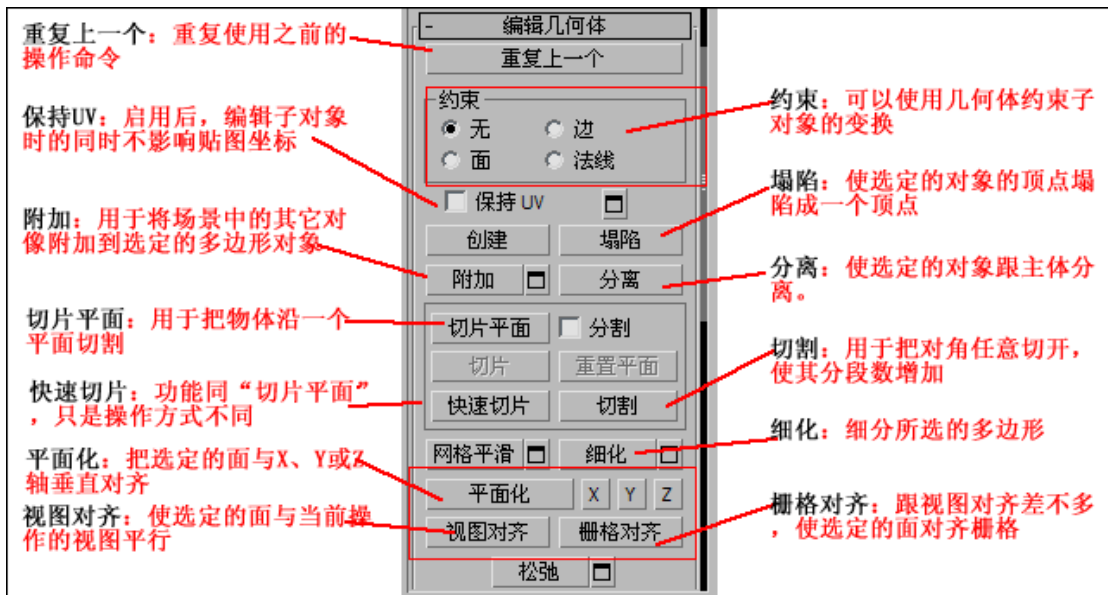 重复上一个：重复使用之前的
操作命令
保持UV：启用后，编辑子对象
时的同时不影响贴图坐标
附加：用于将场景中的其它对
像附加到选定的多边形对象
切片平面：用于把物体沿一个
平面切割
快速切片：功能同“切片平面”
，只是操作方式不同
平面化：把选定的面与X、Y或Z
轴垂直对齐
视图对齐：使选定的面与当前操
作的视图平行
- 编辑几何体
重复上一个
约束
无 边
面 法线
保持 UV
创建 塌陷
附加 分离
切片平面 分割
切片 重置平面
快速切片 切割
网格平滑 细化
平面化 X Y Z
视图对齐 栅格对齐
松弛
约束：可以使用几何体约束子
对象的变换
塌陷：使选定的对象的顶点塌
陷成一个顶点
分离：使选定的对象跟主体分
离。
切割：用于把对角任意切开，
使其分段数增加
细化：细分所选的多边形
栅格对齐：跟视图对齐差不多
，使选定的面对齐栅格